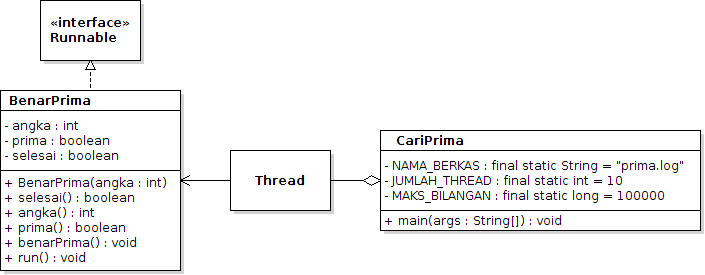 «interface»
Runnable
BenarPrima
- angka : int
- prima : boolean
- selesai : boolean
+ BenarPrima(angka : int)
+ selesai() : boolean
+ angka() : int
+ prima() : boolean
+ benarPrima() : void
+ run() : void
Thread
CariPrima
- NAMA_BERKAS : final static String = "prima.log"
- JUMLAH_THREAD : final static int = 10
- MAKS_BILANGAN : final static long = 100000
+ main(args : String[]) : void